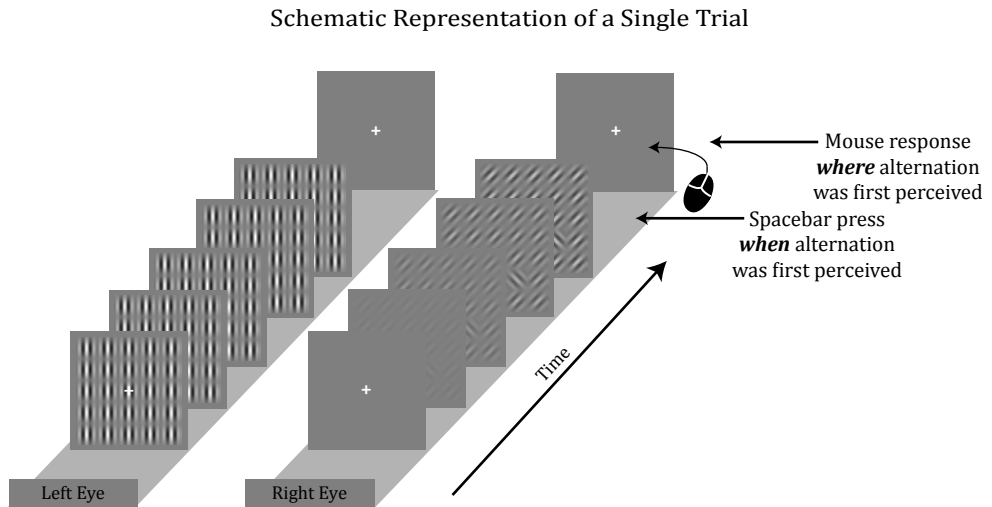 Schematic Representation of a Single Trial
Mouse response
where alternation
was first perceived
Spacebar press
when alternation
was first perceived
Time
Left Eye
Right Eye